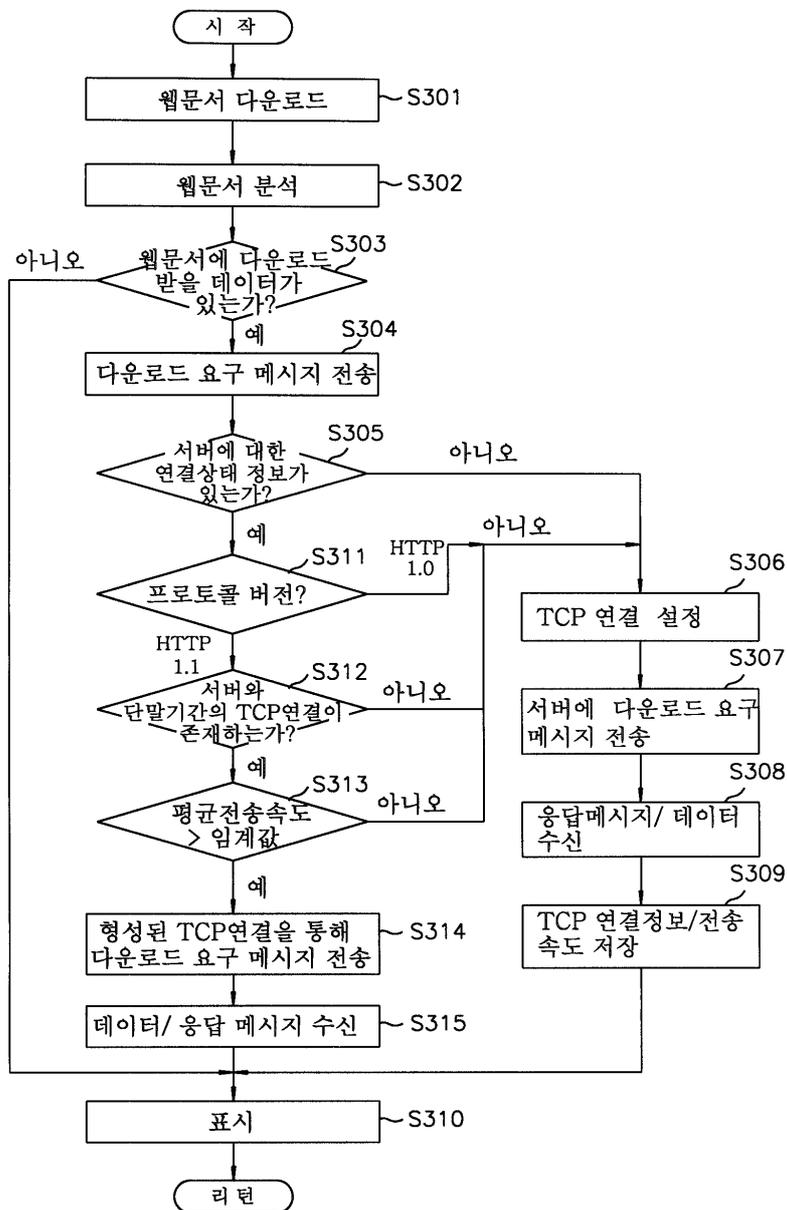 시 작
웹문서 다운로드
S301
웹문서 분석
S302
S303
아니오
웹문서에 다운로드
받을 데이터가
있는가?
예
S304
다운로드 요구 메시지 전송
S305
서버에 대한
연결상태 정보가
있는가?
아니오
예
아니오
S311
HTTP
1.0
프로토콜 버전?
S306
TCP 연결 설정
HTTP
1.1
S312
서버와
단말기간의 TCP연결이
존재하는가?
아니오
S307
서버에 다운로드 요구
메시지 전송
예
S313
평균전송속도
> 임계값
아니오
S308
응답메시지/ 데이터
수신
예
S309
TCP 연결정보/전송
속도 저장
형성된 TCP연결을 통해
다운로드 요구 메시지 전송
S314
데이터/ 응답 메시지 수신
S315
표시
S310
리 턴